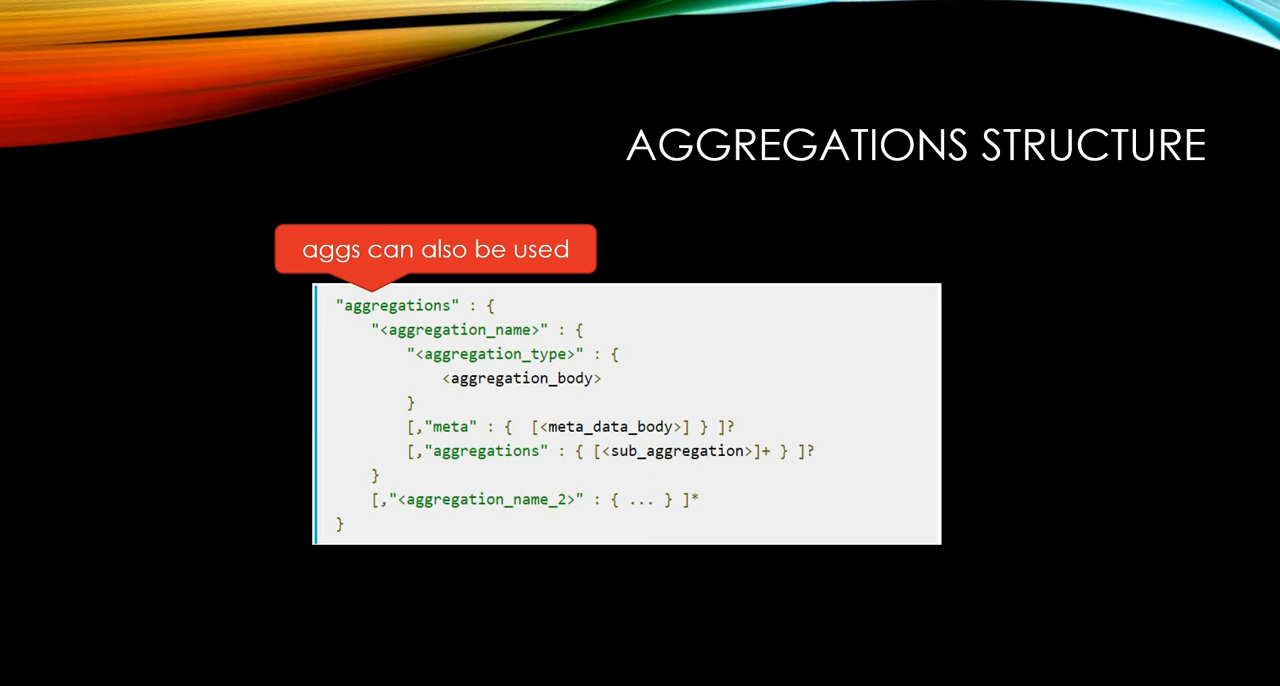 AGGREGATIONS STRUCTURE
aggs can also be used
"aggregations" : {
    "<aggregation_name>" : {
        "<aggregation_type>" : {
            <aggregation_body>
        }
        [,"meta" : {  [<meta_data_body>] } ]?
        [,"aggregations" : { [<sub_aggregation>]+ } ]?
    }
    [,"<aggregation_name_2>" : { ... } ]*
}